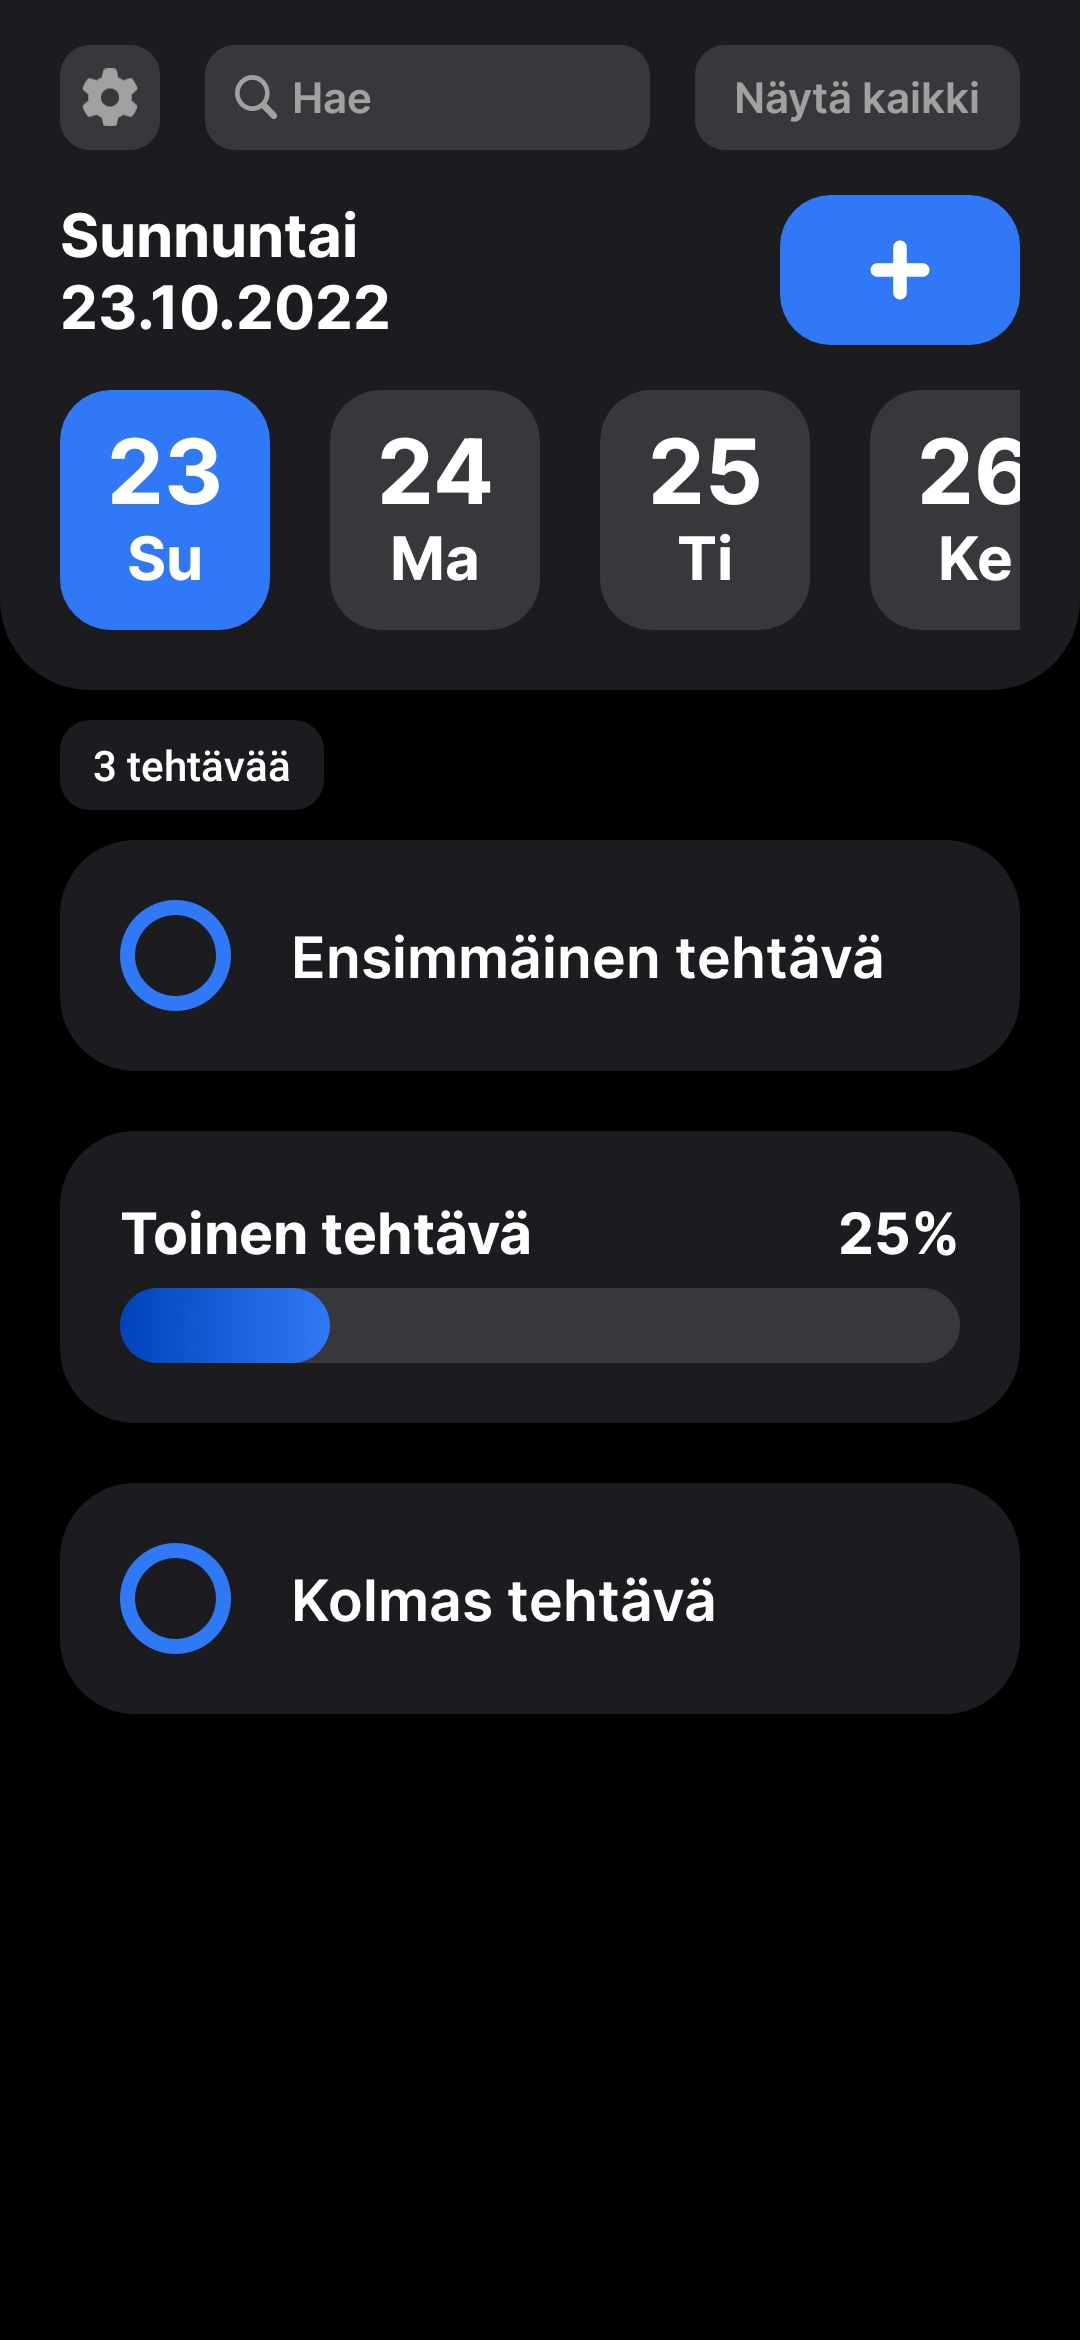 Hae
Näytä kaikki
Sunnuntai
23.10.2022
23
Su
24
Ma
25
Ti
26
Ke
3 tehtävää
Ensimmäinen tehtävä
Toinen tehtävä 25%
Kolmas tehtävä